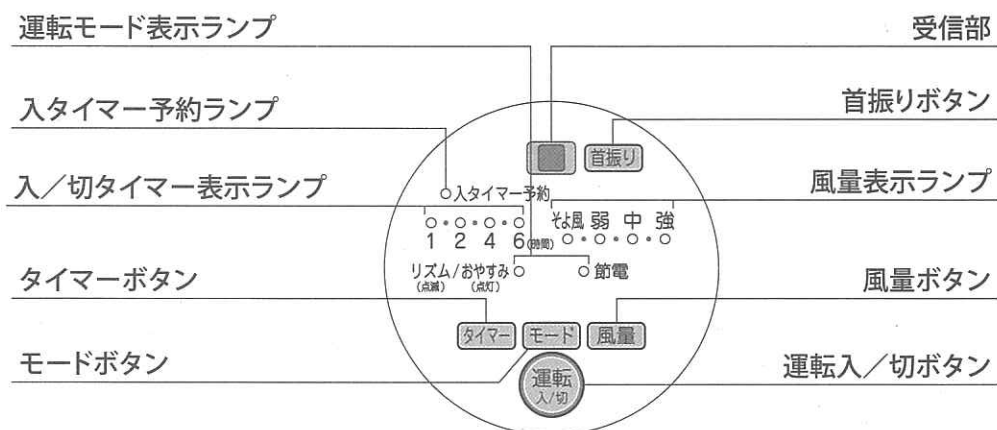 運転モード表示ランプ
受信部
入タイマー予約ランプ
首振りボタン
首振り
入/切タイマー表示ランプ
風量表示ランプ
入タイマー予約
そよ風 弱 中 強
1 2 4 6(時間)
リズム/おやすみ
節電
(点滅) (点灯)
タイマーボタン
風量ボタン
タイマー モード 風量
モードボタン
運転入/切ボタン
運転
入/切